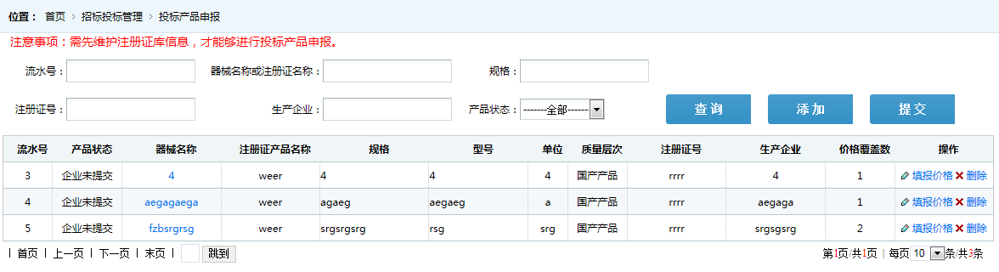 位置： 首页 > 招标投标管理 > 投标产品申报
注意事项：需先维护注册证库信息，才能够进行投标产品申报。
流水号： 器械名称或注册证名称： 规格：
注册证号： 生产企业： 产品状态： -------全部------- 查 询 添 加 提 交
流水号 产品状态 器械名称 注册证产品名称 规格 型号 单位 质量层次 注册证号 生产企业 价格覆盖数 操作
3 企业未提交 4 weer 4 4 4 国产产品 rrrr 4 1 填报价格 删除
4 企业未提交 aegagaega weer agaeg aegaeg a 国产产品 rrrr aegaga 1 填报价格 删除
5 企业未提交 fzbsrgrsg weer srgsrgsrg rsg srg 国产产品 rrrr srgsgsrg 2 填报价格 删除
| 首页 | 上一页 | 下一页 | 末页 | 跳到 第1页/共1页 | 每页 10 条/共3条